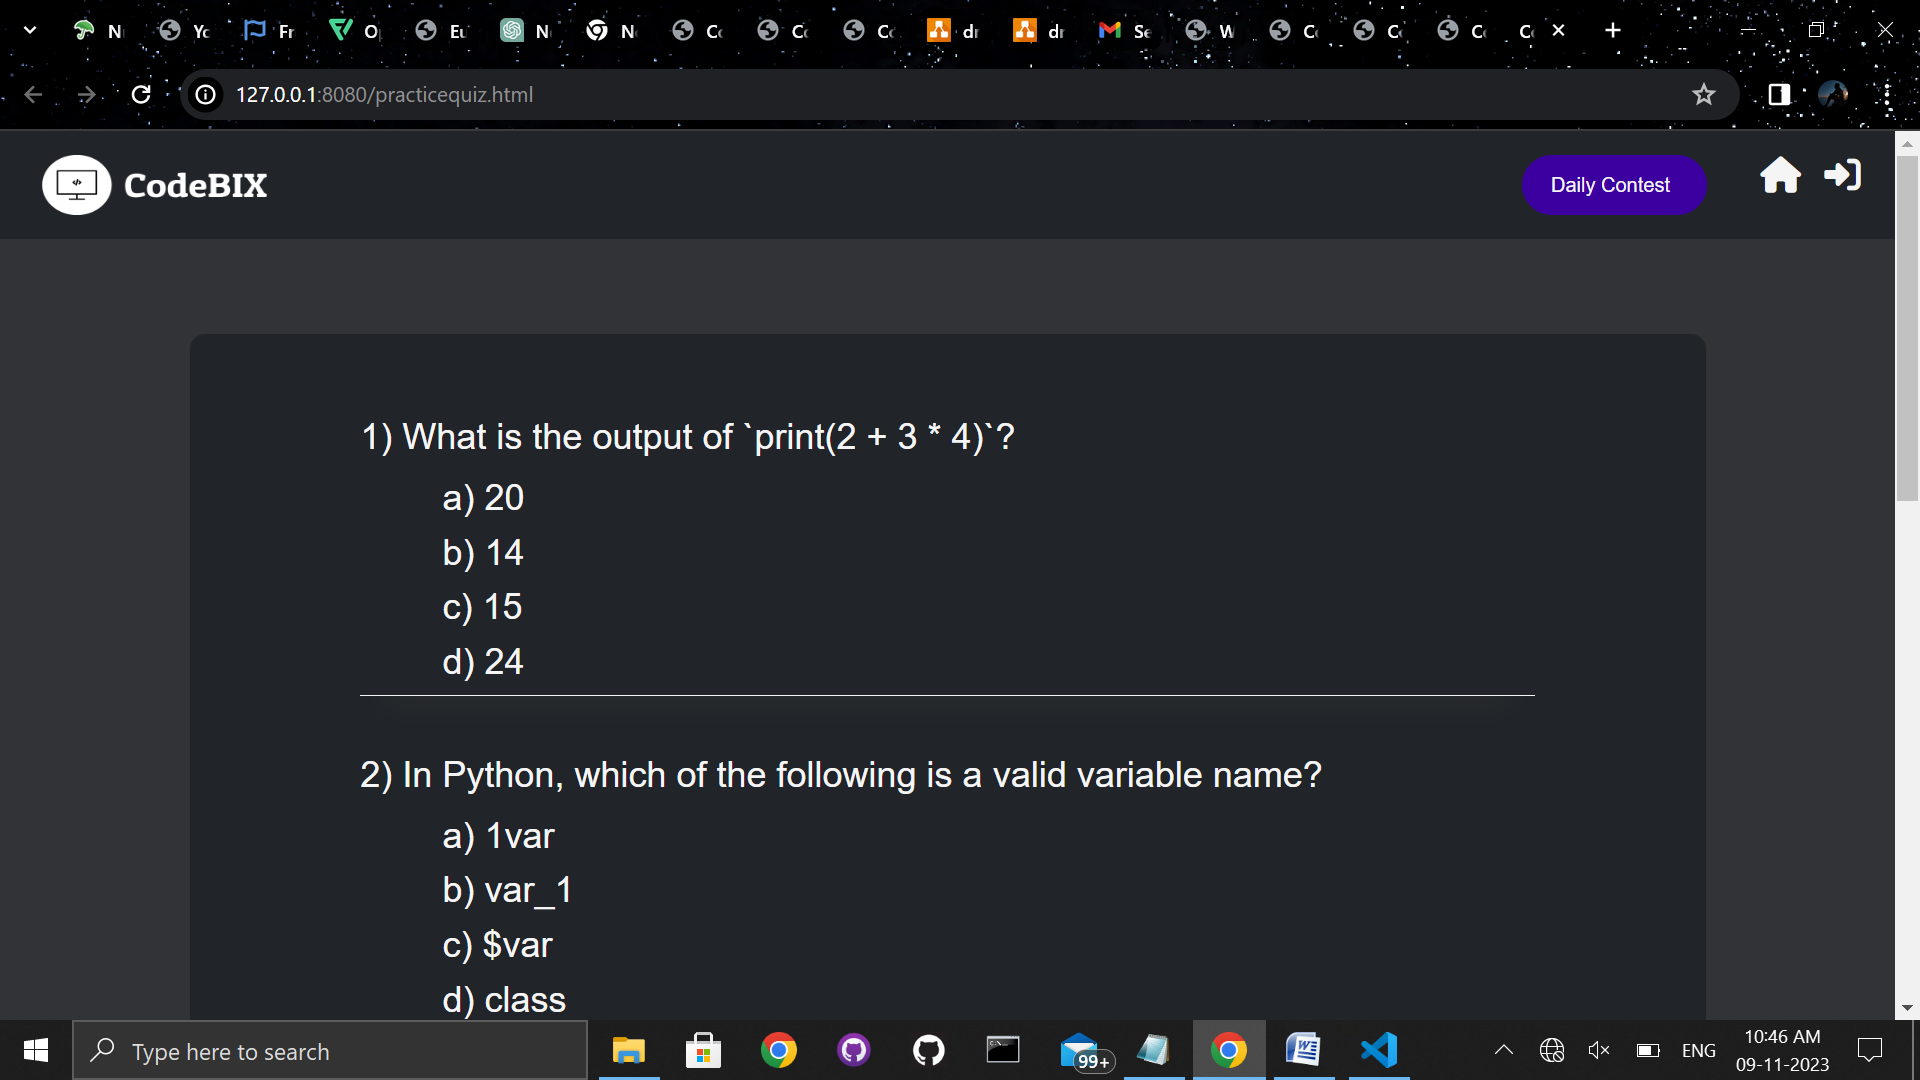 N Yo Fr O Eu N N Co Co Co dr dr Se W Co Co Co Co
127.0.0.1:8080/practicequiz.html
CodeBIX
Daily Contest
1) What is the output of `print(2 + 3 * 4)`?
a) 20
b) 14
c) 15
d) 24
2) In Python, which of the following is a valid variable name?
a) 1var
b) var_1
c) $var
d) class
Type here to search
99+
ENG
10:46 AM
09-11-2023